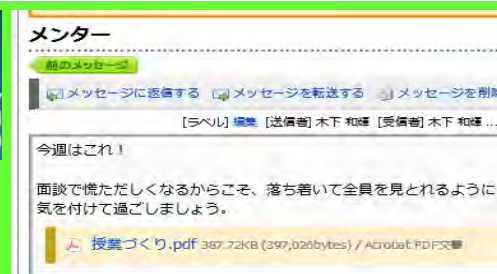 メンター
前のメッセージ
メッセージに返信する メッセージを転送する メッセージを削除
[ラベル] 編集 [送信者] 木下 和暉 [受信者] 木下 和暉 ...
今週はこれ！
面談で慌ただしくなるからこそ、落ち着いて全員を見とれるように
気を付けて過ごしましょう。
授業づくり.pdf 387.72KB (397,026bytes) / Acrobat PDF文書